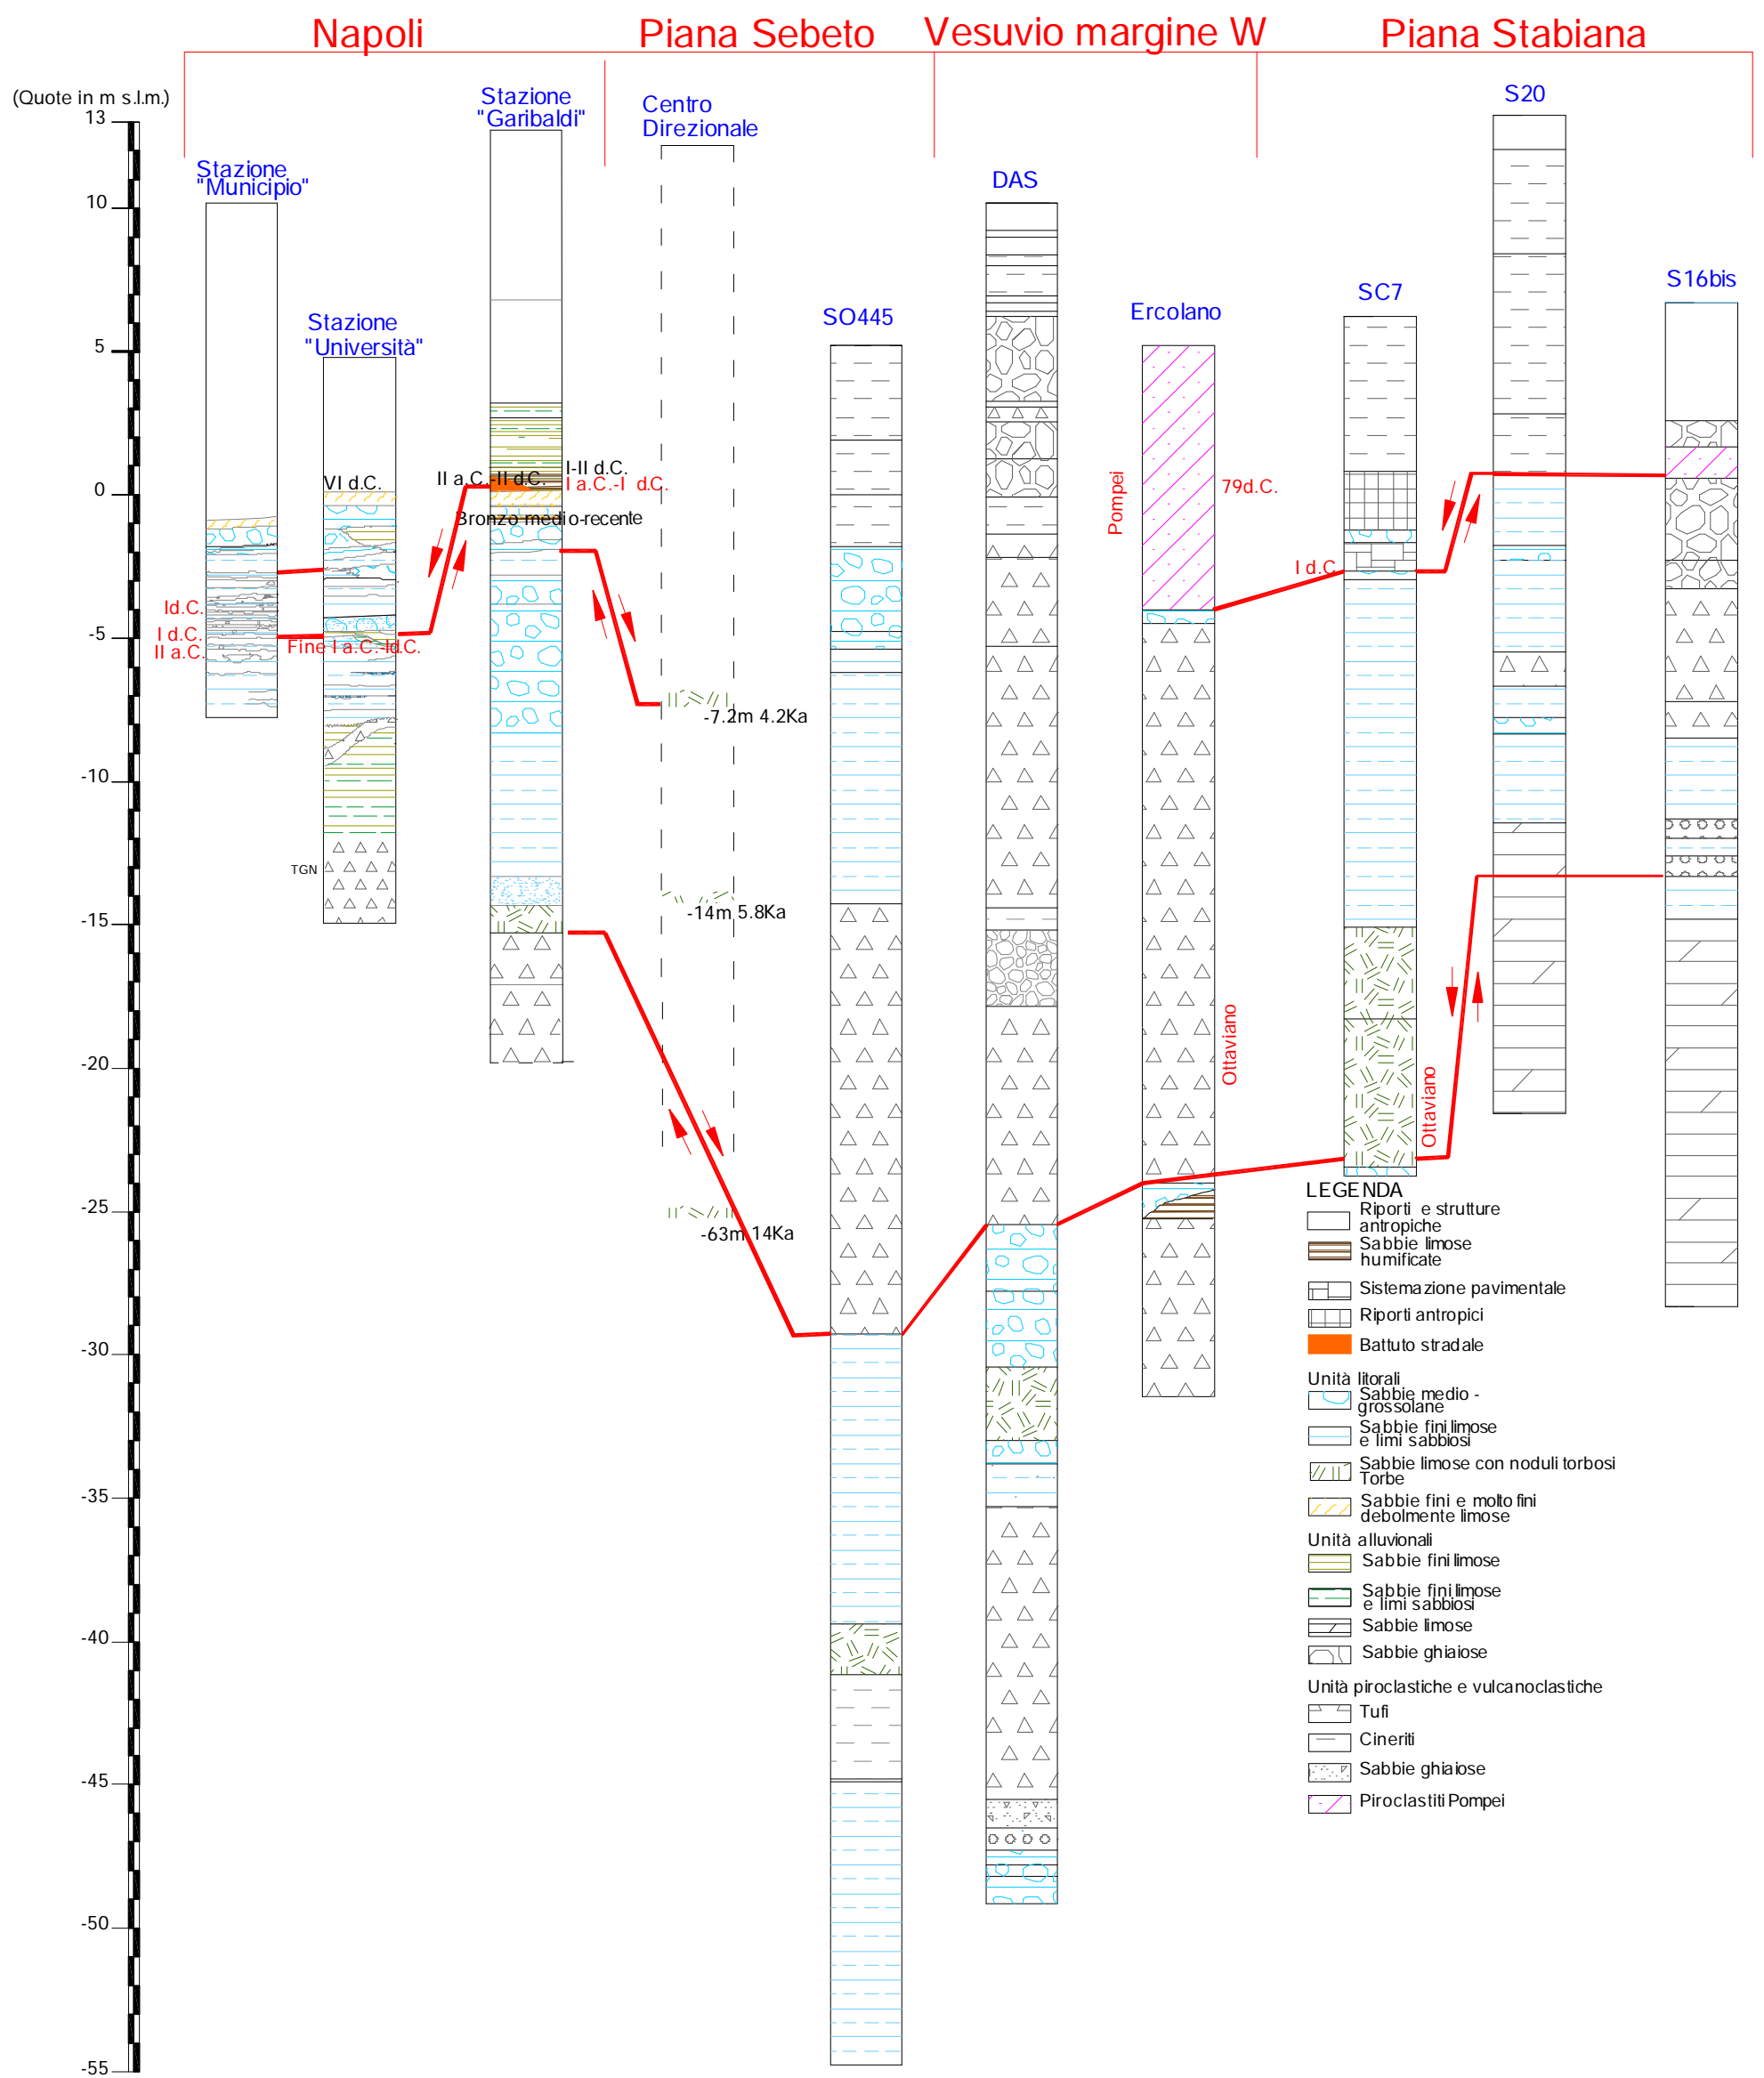 Napoli
Piana Sebeto
Vesuvio margine W
Piana Stabiana
(Quote in m s.l.m.)
13
10
5
0
-5
-10
-15
-20
-25
-30
-35
-40
-45
-50
-55
Stazione
"Municipio"
Stazione
"Università"
Stazione
"Garibaldi"
Centro
Direzionale
SO445
DAS
Ercolano
SC7
S20
S16bis
VI d.C.
II a.C.-II d.C.
I-II d.C.
I a.C.-I d.C.
Bronzo medio-recente
Id.C.
I d.C.
II a.C.
Fine I a.C.-Id.C.
TGN
-7.2m 4.2Ka
-14m 5.8Ka
-63m 14Ka
Pompei
79d.C.
Ottaviano
I d.C.
Ottaviano
LEGENDA
Riporti e strutture
antropiche
Sabbie limose
humificate
Sistemazione pavimentale
Riporti antropici
Battuto stradale
Unità litorali
Sabbie medio -
grossolane
Sabbie fini limose
e limi sabbiosi
Sabbie limose con noduli torbosi
Torbe
Sabbie fini e molto fini
debolmente limose
Unità alluvionali
Sabbie fini limose
Sabbie fini limose
e limi sabbiosi
Sabbie limose
Sabbie ghiaiose
Unità piroclastiche e vulcanoclastiche
Tufi
Cineriti
Sabbie ghiaiose
Piroclastiti Pompei